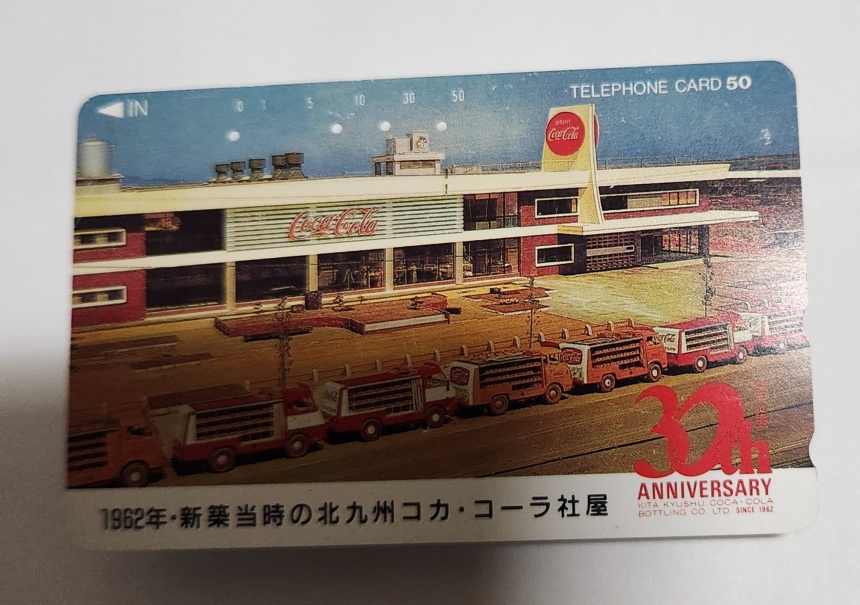 IN
0 1 5 10 30 50
TELEPHONE CARD 50
DRINK
Coca-Cola
Coca-Cola
30th
ANNIVERSARY
KITA KYUSHU COCA-COLA
BOTTLING CO. LTD. SINCE 1962
1962年・新築当時の北九州コカ・コーラ社屋